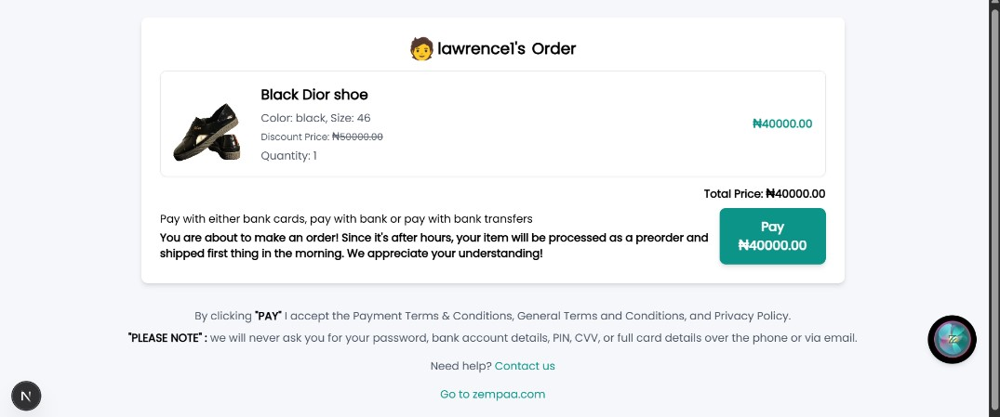 lawrence1's Order
Black Dior shoe
Color: black, Size: 46
Discount Price: ₦50000.00
Quantity: 1
₦40000.00
Total Price: ₦40000.00
Pay with either bank cards, pay with bank or pay with bank transfers
You are about to make an order! Since it's after hours, your item will be processed as a preorder and
shipped first thing in the morning. We appreciate your understanding!
Pay
₦40000.00
By clicking "PAY" I accept the Payment Terms & Conditions, General Terms and Conditions, and Privacy Policy.
"PLEASE NOTE" : we will never ask you for your password, bank account details, PIN, CVV, or full card details over the phone or via email.
Need help? Contact us
Go to zempaa.com
N